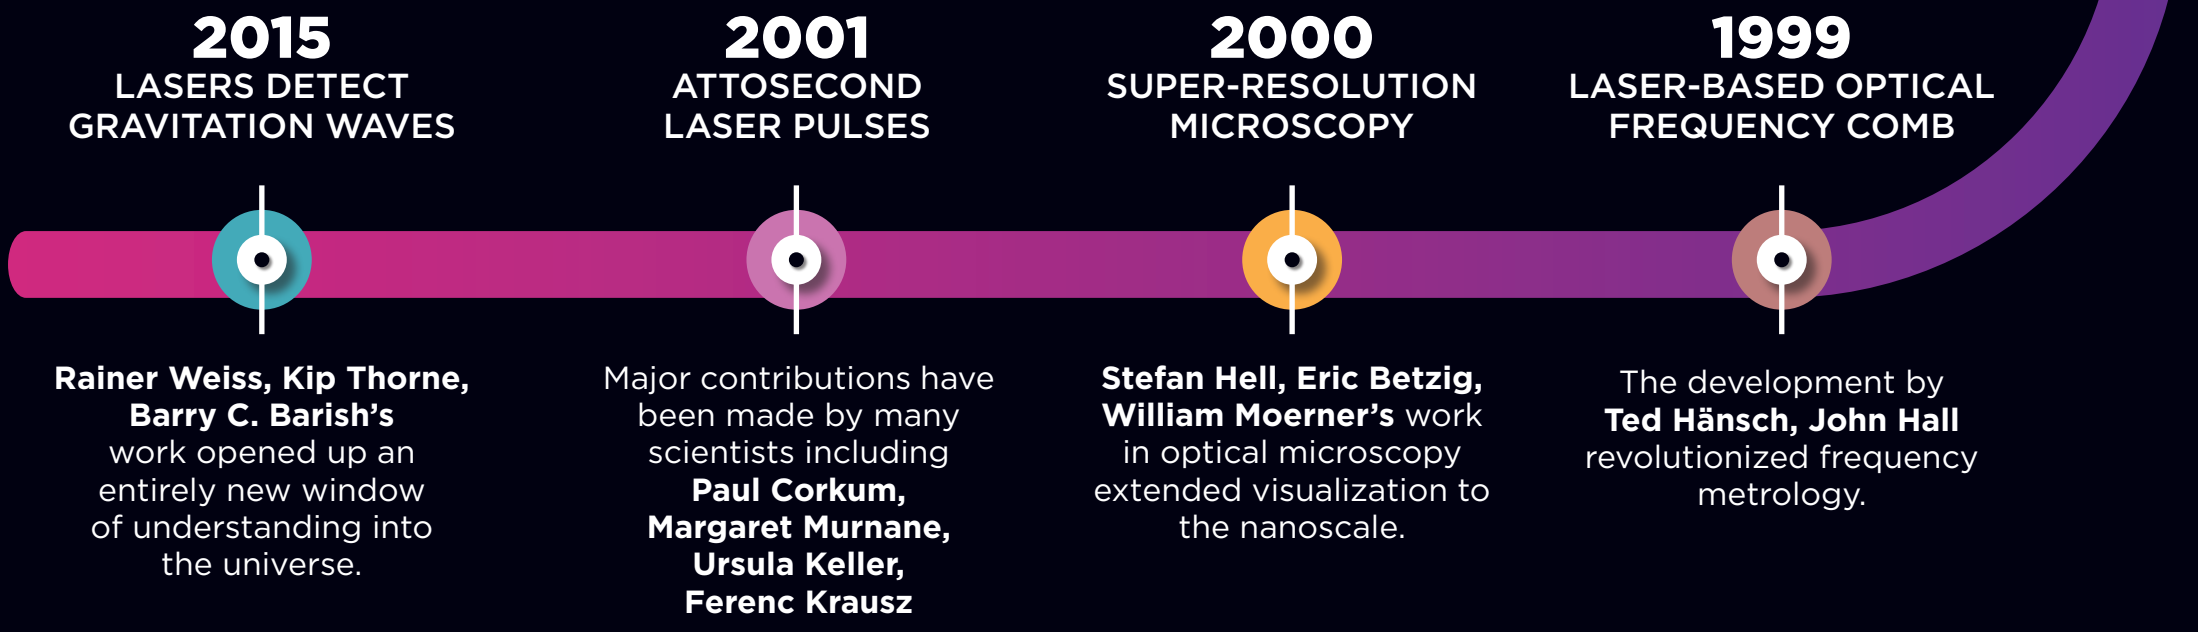 2015
LASERS DETECT
GRAVITATION WAVES
Rainer Weiss, Kip Thorne,
Barry C. Barish's
work opened up an
entirely new window
of understanding into
the universe.
2001
ATTOSECOND
LASER PULSES
Major contributions have
been made by many
scientists including
Paul Corkum,
Margaret Murnane,
Ursula Keller,
Ferenc Krausz
2000
SUPER-RESOLUTION
MICROSCOPY
Stefan Hell, Eric Betzig,
William Moerner's work
in optical microscopy
extended visualization to
the nanoscale.
1999
LASER-BASED OPTICAL
FREQUENCY COMB
The development by
Ted Hänsch, John Hall
revolutionized frequency
metrology.